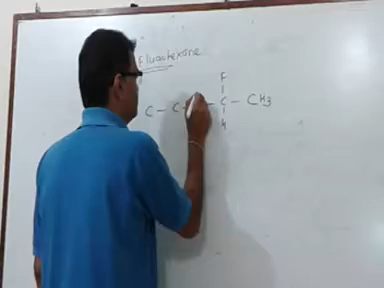 Fluorohexane
F
C — C — C — CH3
H